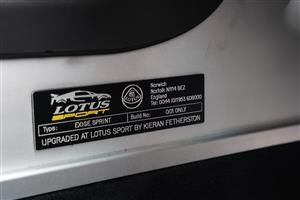 LOTUS
SPORT
LOTUS
Norwich
Norfolk NR14 8EZ
England
Tel: 0044 (0)1953 608000
Type: EXIGE SPRINT
Build No: 001 ONLY
UPGRADED AT LOTUS SPORT BY KIERAN FETHERSTON